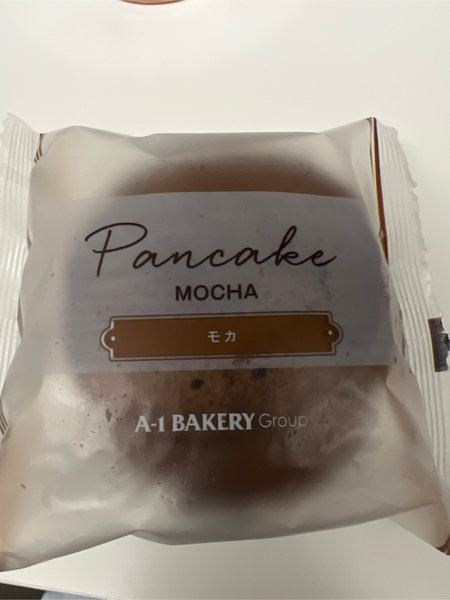 Pancake
MOCHA
モカ
A-1 BAKERY Group